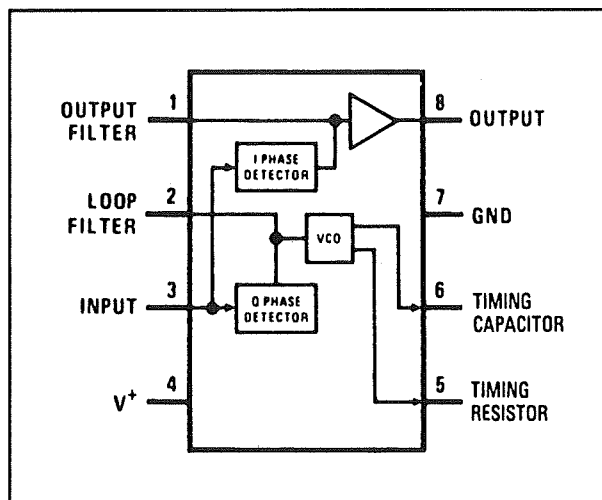 1
OUTPUT
FILTER
8
OUTPUT
I PHASE
DETECTOR
2
LOOP
FILTER
7
GND
VCO
3
INPUT
Q PHASE
DETECTOR
6
TIMING
CAPACITOR
4
V+
5
TIMING
RESISTOR